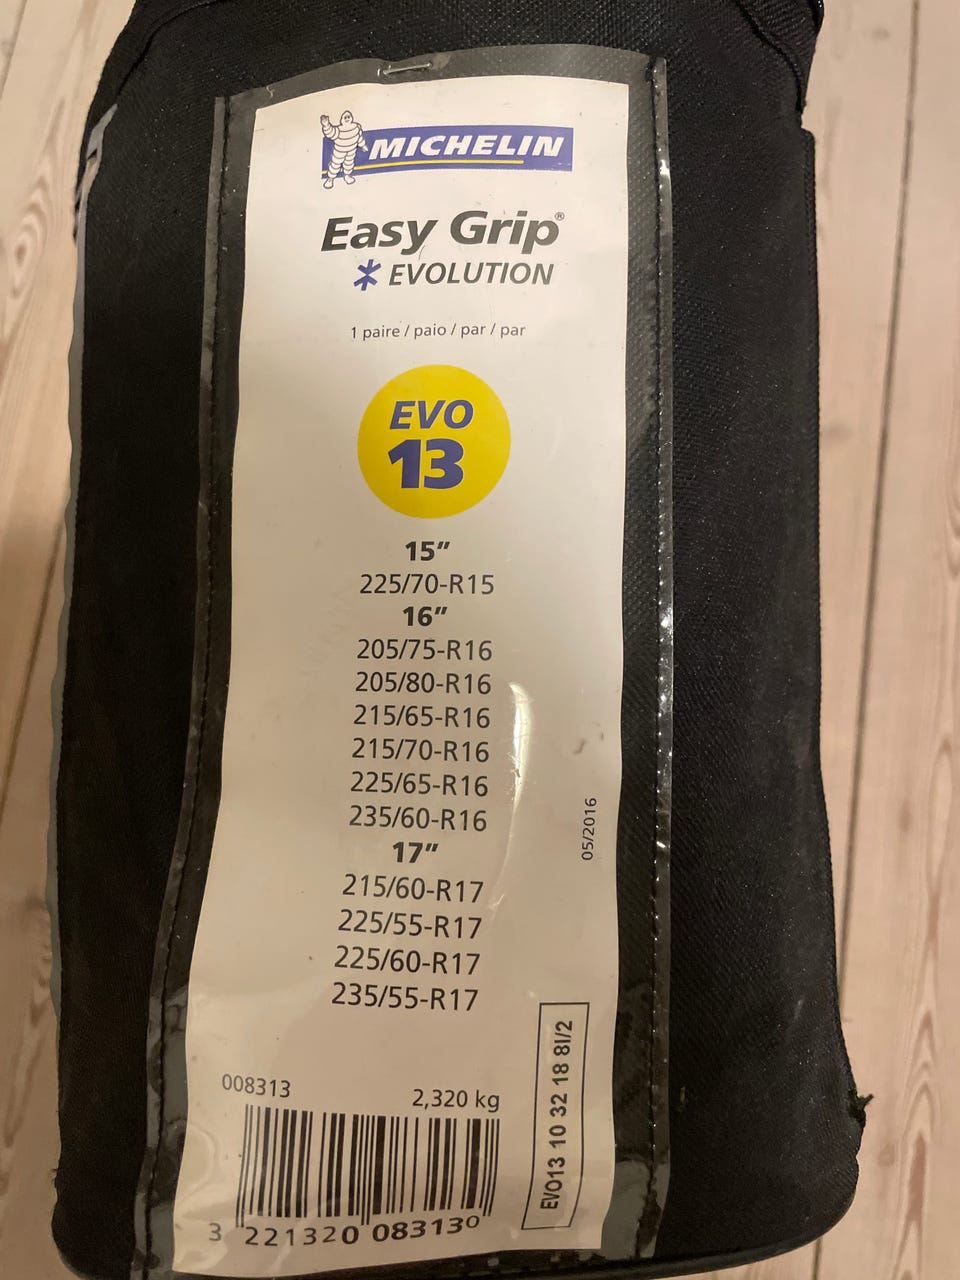 MICHELIN
Easy Grip®
* EVOLUTION
1 paire / paio / par / par
EVO
13
15”
225/70-R15
16”
205/75-R16
205/80-R16
215/65-R16
215/70-R16
225/65-R16
235/60-R16
17”
215/60-R17
225/55-R17
225/60-R17
235/55-R17
05/2016
008313
2,320 kg
EVO13 10 32 18 8I/2
3 221320 083130